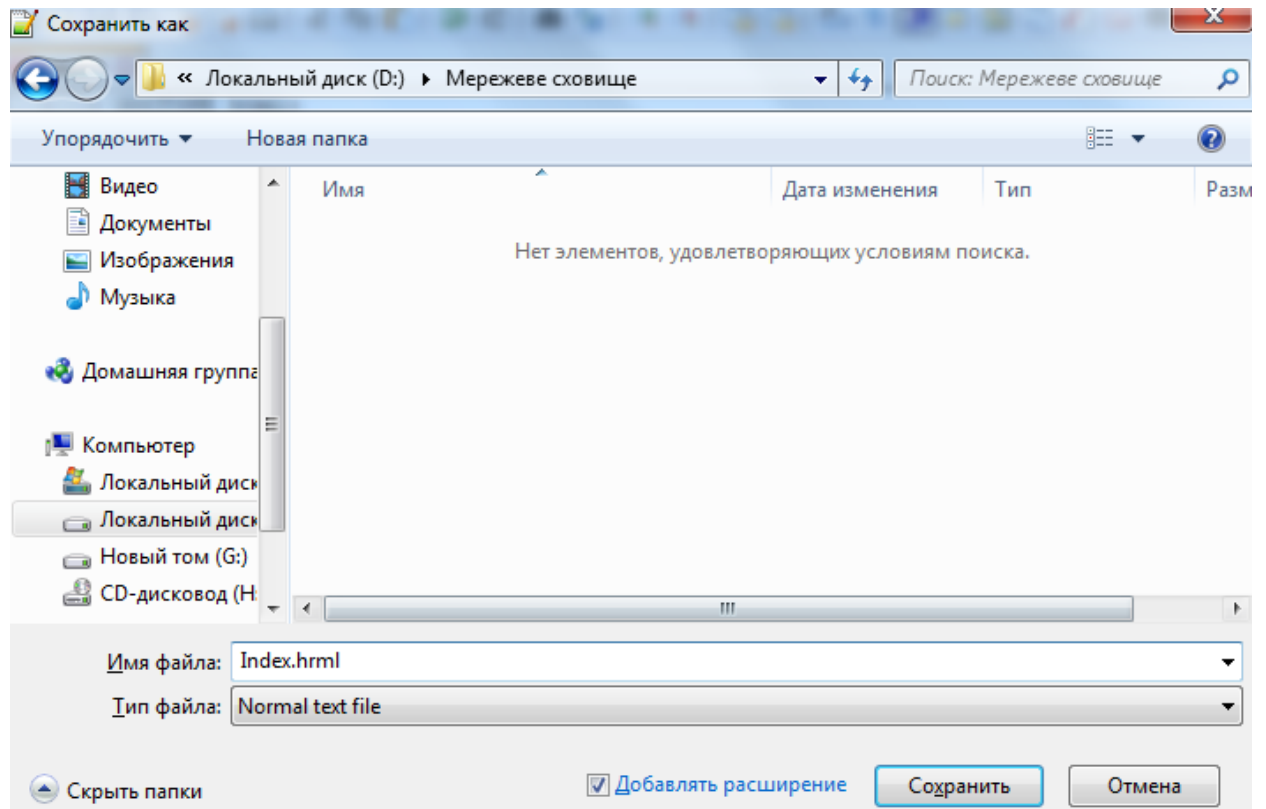 Сохранить как
« Локальный диск (D:) Мережеве сховище Поиск: Мережеве сховище
Упорядочить Новая папка
Видео
Документы
Изображения
Музыка
Домашняя группа
Компьютер
Локальный диск
Локальный диск
Новый том (G:)
CD-дисковод (H:
Имя Дата изменения Тип Разм
Нет элементов, удовлетворяющих условиям поиска.
Имя файла: Index.hrml
Тип файла: Normal text file
Скрыть папки Добавлять расширение Сохранить Отмена